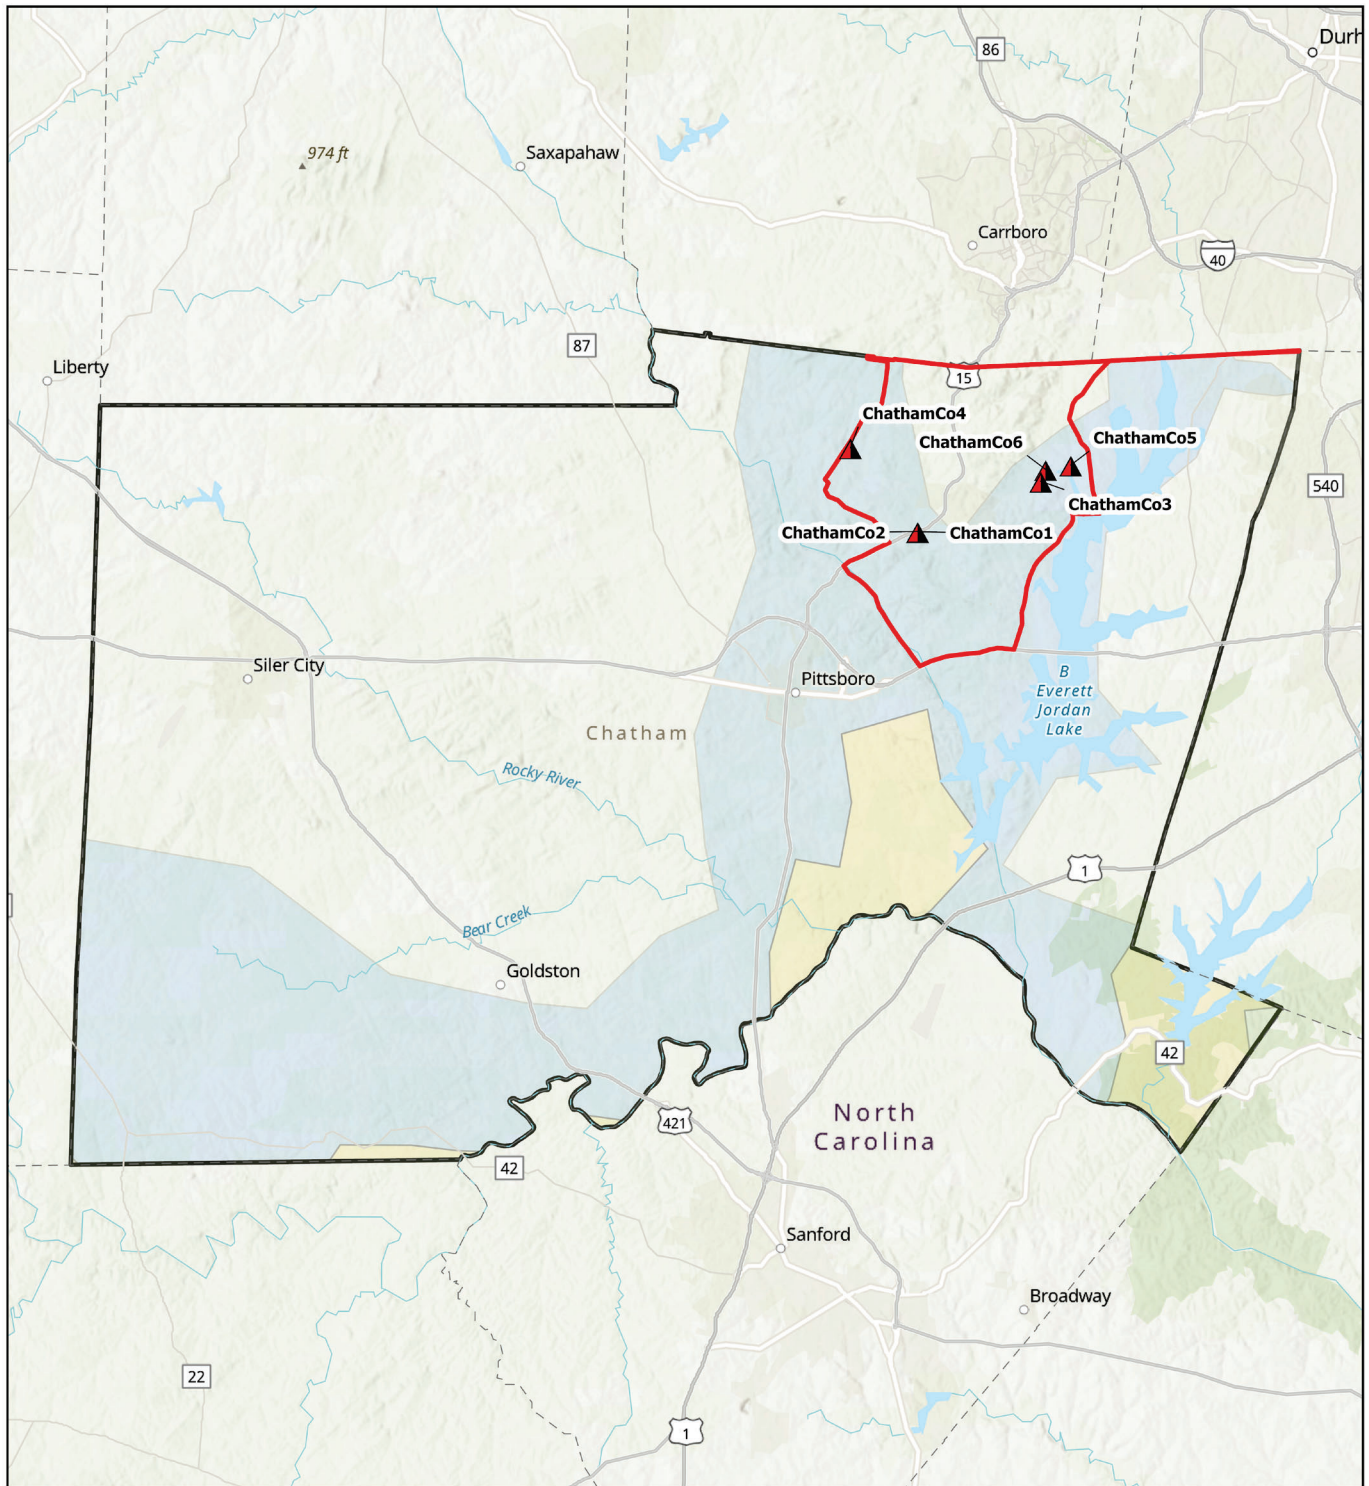 Durh
86
974 ft
Saxapahaw
Carrboro
40
87
Liberty
15
ChathamCo4
ChathamCo6
ChathamCo5
540
ChathamCo3
ChathamCo2
ChathamCo1
Siler City
Pittsboro
B
Everett
Jordan
Lake
Chatham
Rocky River
1
Bear Creek
Goldston
42
North
Carolina
421
42
Sanford
Broadway
22
1